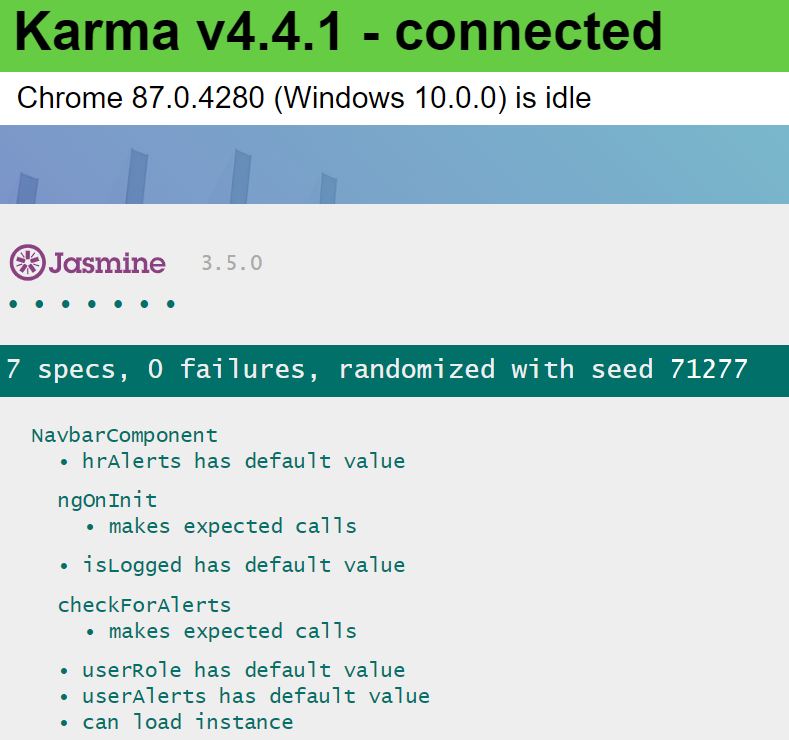 Karma v4.4.1 - connected
Chrome 87.0.4280 (Windows 10.0.0) is idle
Jasmine 3.5.0
• • • • • • •
7 specs, 0 failures, randomized with seed 71277
NavbarComponent
• hrAlerts has default value
ngOnInit
• makes expected calls
• isLogged has default value
checkForAlerts
• makes expected calls
• userRole has default value
• userAlerts has default value
• can load instance